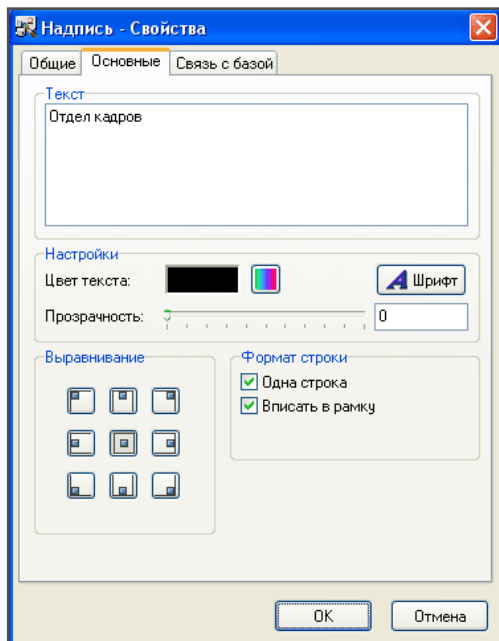 Надпись - Свойства
Общие Основные Связь с базой
Текст
Отдел кадров
Настройки
Цвет текста: Шрифт
Прозрачность: 0
Выравнивание Формат строки
Одна строка
Вписать в рамку
OK Отмена